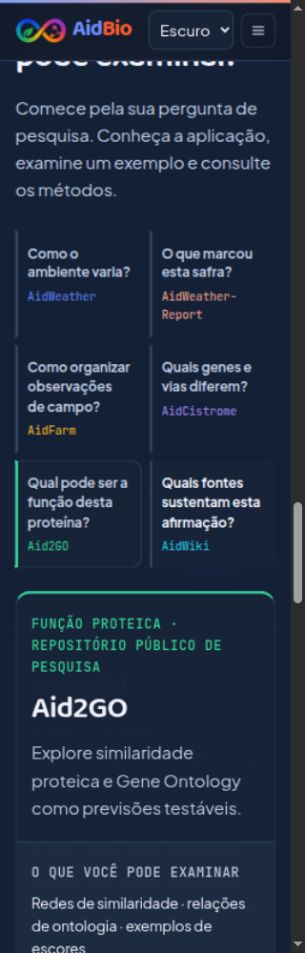 AidBio
Escuro
pode examinar.
Comece pela sua pergunta de
pesquisa. Conheça a aplicação,
examine um exemplo e consulte
os métodos.
Como o
ambiente varia?
AidWeather
O que marcou
esta safra?
AidWeather-
Report
Como organizar
observações
de campo?
AidFarm
Quais genes e
vias diferem?
AidCistrome
Qual pode ser a
função desta
proteína?
Aid2GO
Quais fontes
sustentam esta
afirmação?
AidWiki
FUNÇÃO PROTEICA ·
REPOSITÓRIO PÚBLICO DE
PESQUISA
Aid2GO
Explore similaridade
proteica e Gene Ontology
como previsões testáveis.
O QUE VOCÊ PODE EXAMINAR
Redes de similaridade · relações
de ontologia · exemplos de
escores